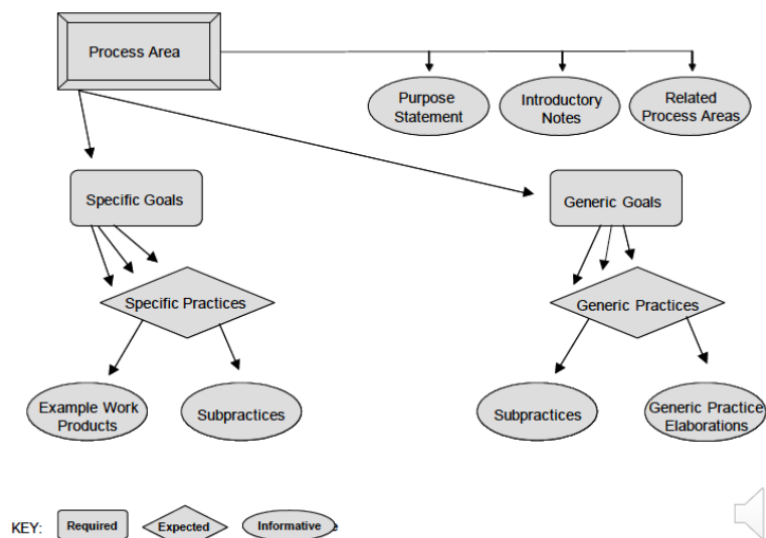 Process Area
Purpose
Statement
Introductory
Notes
Related
Process Areas
Specific Goals
Generic Goals
Specific Practices
Generic Practices
Example Work
Products
Subpractices
Subpractices
Generic Practice
Elaborations
KEY:
Required
Expected
Informative
e